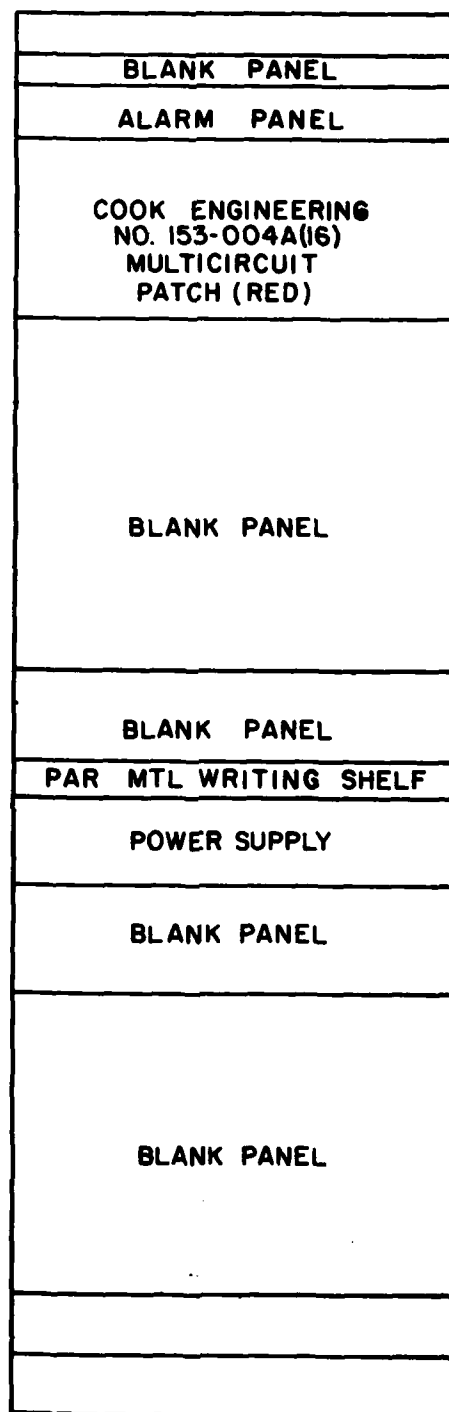 BLANK PANEL
ALARM PANEL
COOK ENGINEERING
NO. 153-004A(16)
MULTICIRCUIT
PATCH (RED)
BLANK PANEL
BLANK PANEL
PAR MTL WRITING SHELF
POWER SUPPLY
BLANK PANEL
BLANK PANEL